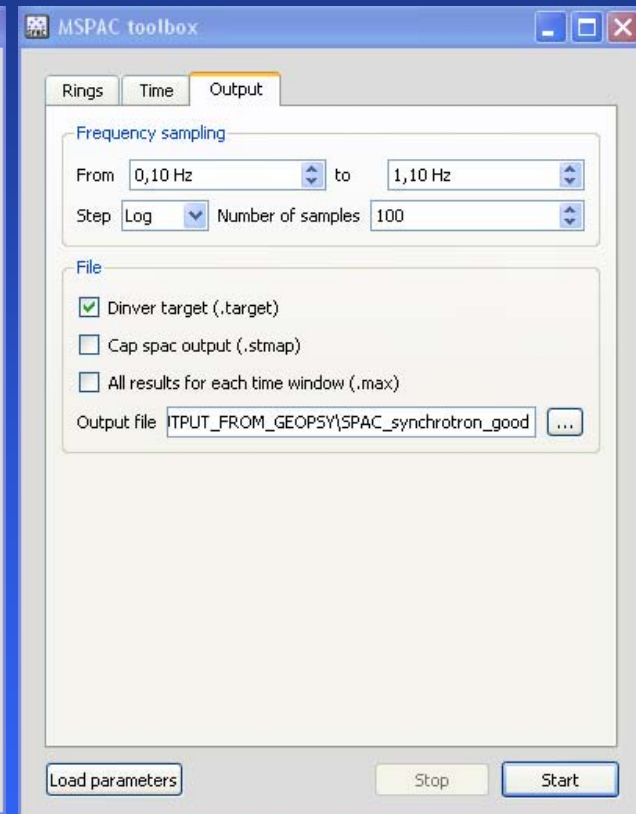 MSPAC toolbox
Rings Time Output
Frequency sampling
From 0,10 Hz to 1,10 Hz
Step Log Number of samples 100
File
Dinver target (.target)
Cap spac output (.stmap)
All results for each time window (.max)
Output file ITPUT_FROM_GEOPSY\SPAC_synchrotron_good ...
Load parameters Stop Start